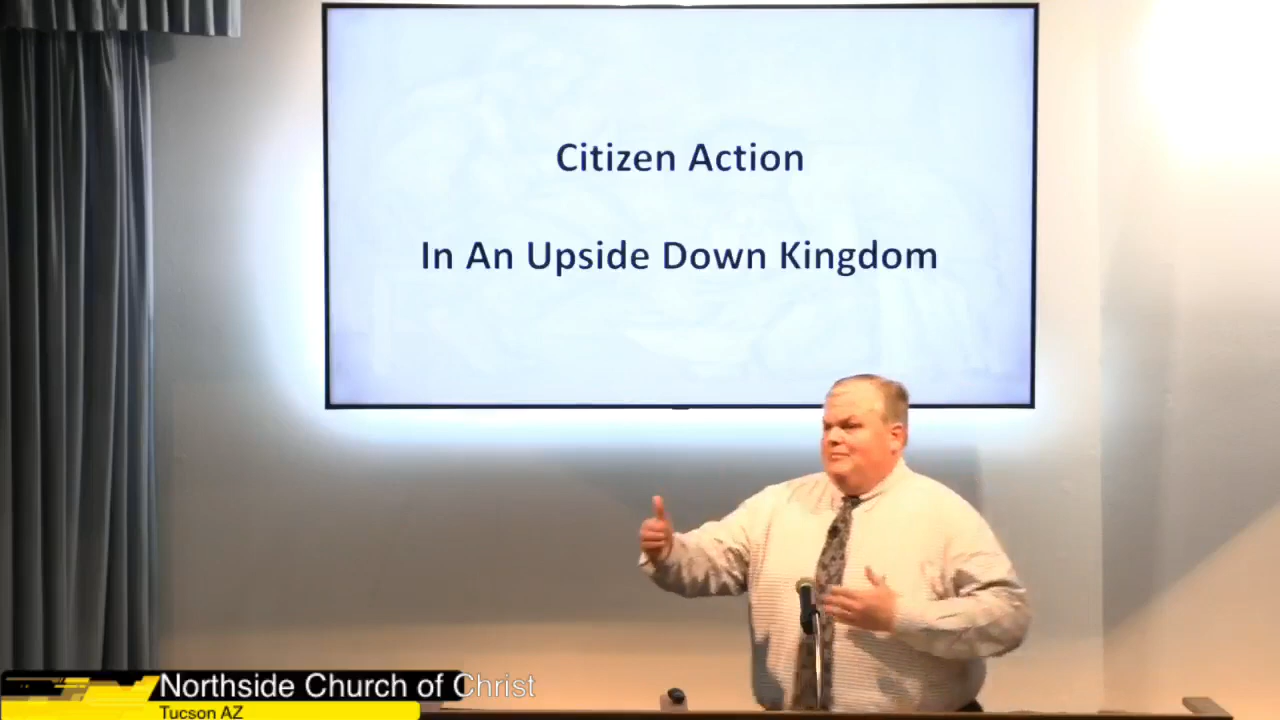 Citizen Action
In An Upside Down Kingdom
Northside Church of Christ
Tucson AZ